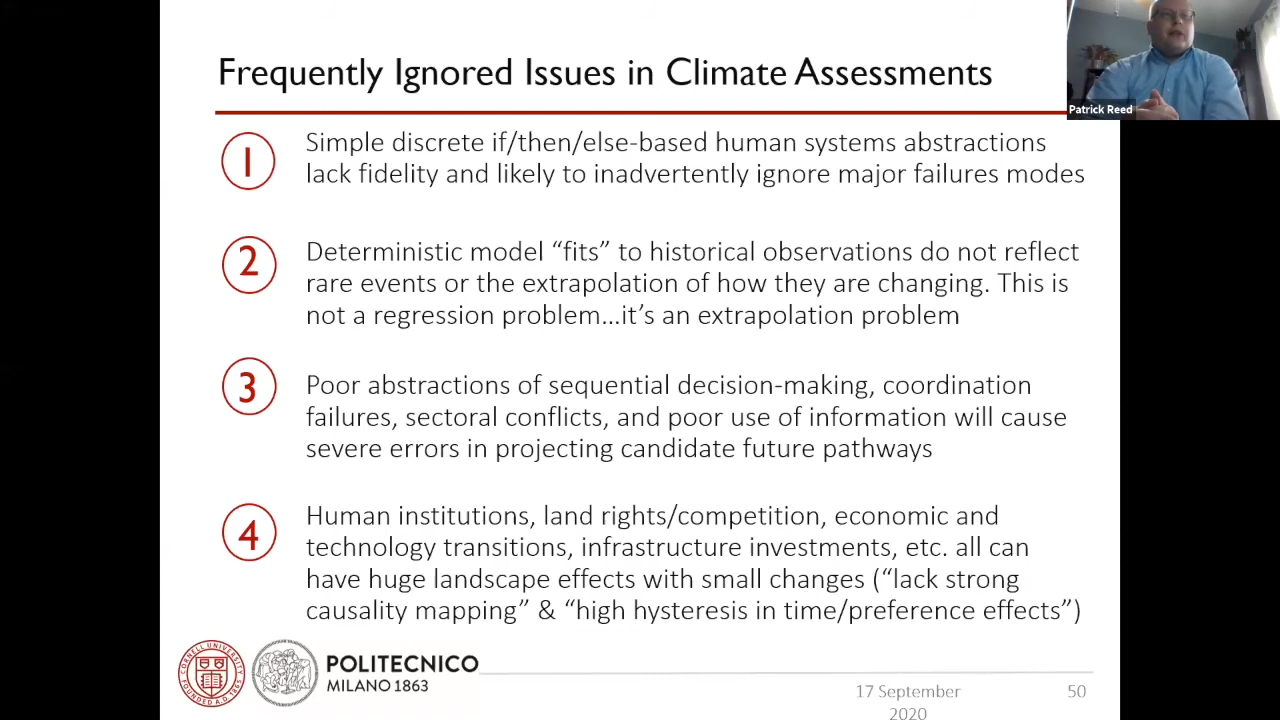 Frequently Ignored Issues in Climate Assessments
Patrick Reed
1
Simple discrete if/then/else-based human systems abstractions
lack fidelity and likely to inadvertently ignore major failures modes
2
Deterministic model “fits” to historical observations do not reflect
rare events or the extrapolation of how they are changing. This is
not a regression problem...it’s an extrapolation problem
3
Poor abstractions of sequential decision-making, coordination
failures, sectoral conflicts, and poor use of information will cause
severe errors in projecting candidate future pathways
4
Human institutions, land rights/competition, economic and
technology transitions, infrastructure investments, etc. all can
have huge landscape effects with small changes (“lack strong
causality mapping” & “high hysteresis in time/preference effects”)
CORNELL UNIVERSITY
FOUNDED A.D. 1865
POLITECNICO
MILANO 1863
17 September
2020
50